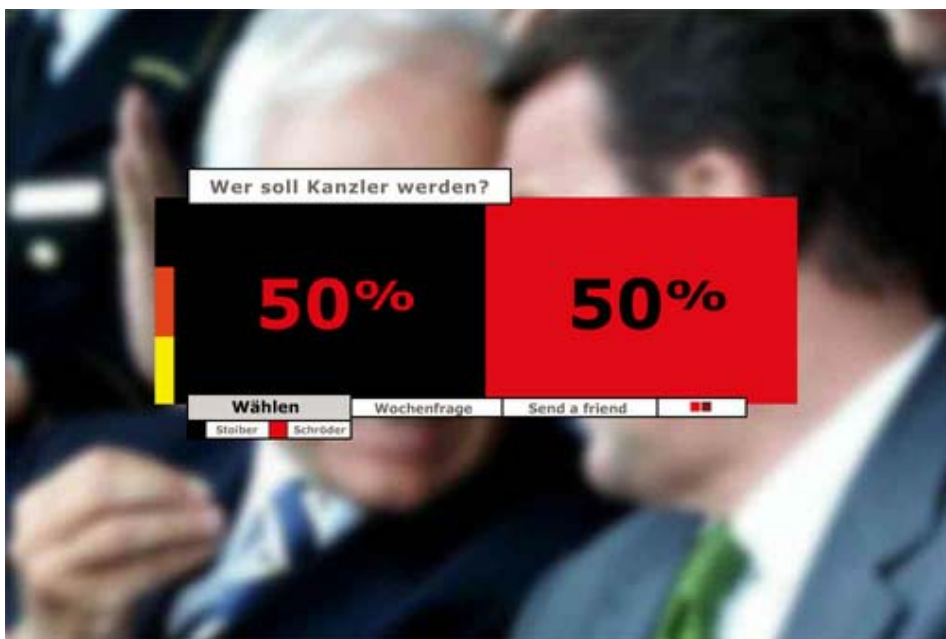 Wer soll Kanzler werden?
50% 50%
Wählen Wochenfrage Send a friend
Stoiber Schröder